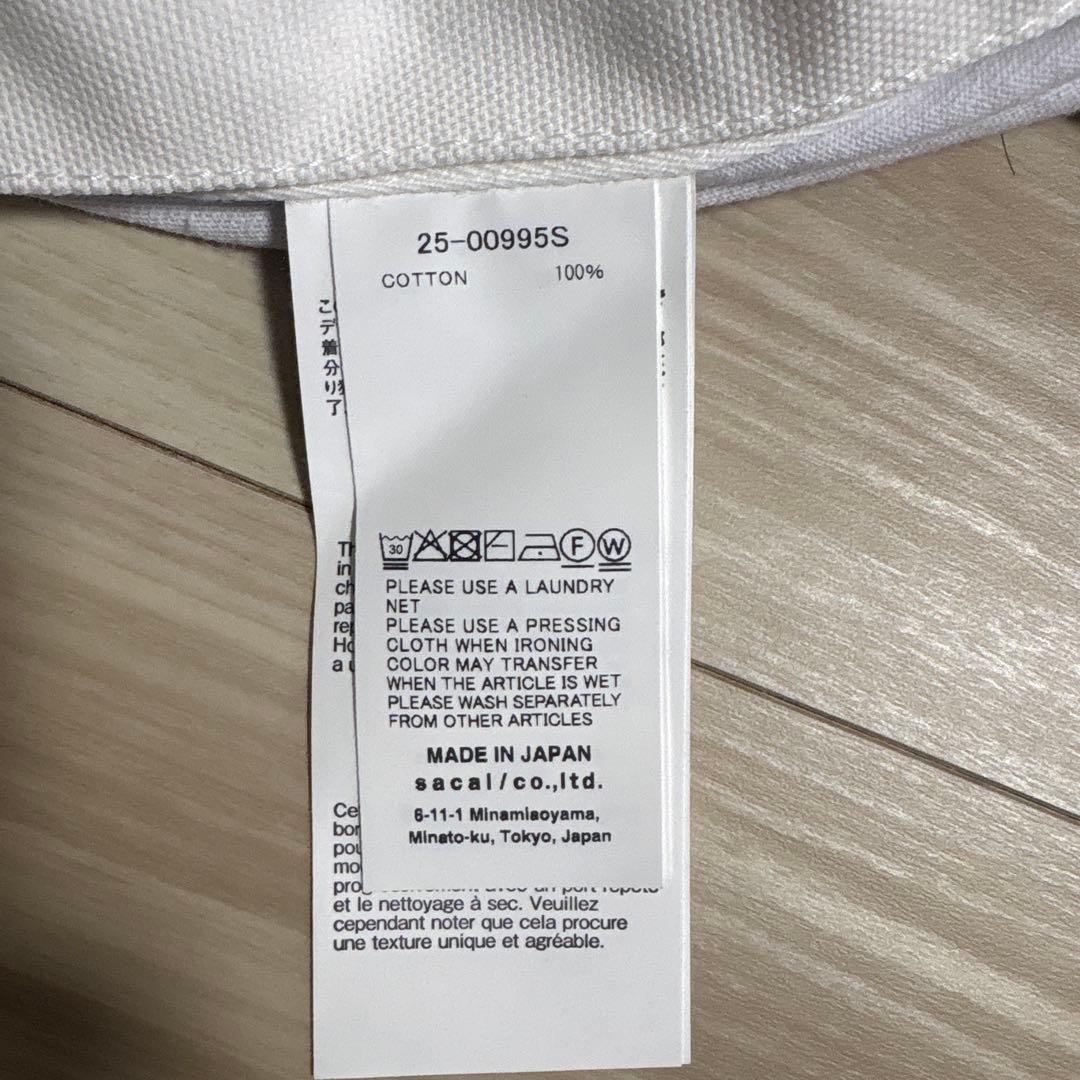 25-00995S
COTTON 100%
30 F W
PLEASE USE A LAUNDRY
NET
PLEASE USE A PRESSING
CLOTH WHEN IRONING
COLOR MAY TRANSFER
WHEN THE ARTICLE IS WET
PLEASE WASH SEPARATELY
FROM OTHER ARTICLES
MADE IN JAPAN
sacai/co.,ltd.
6-11-1 Minamiaoyama,
Minato-ku, Tokyo, Japan
et le nettoyage à sec. Veuillez
cependant noter que cela procure
une texture unique et agréable.